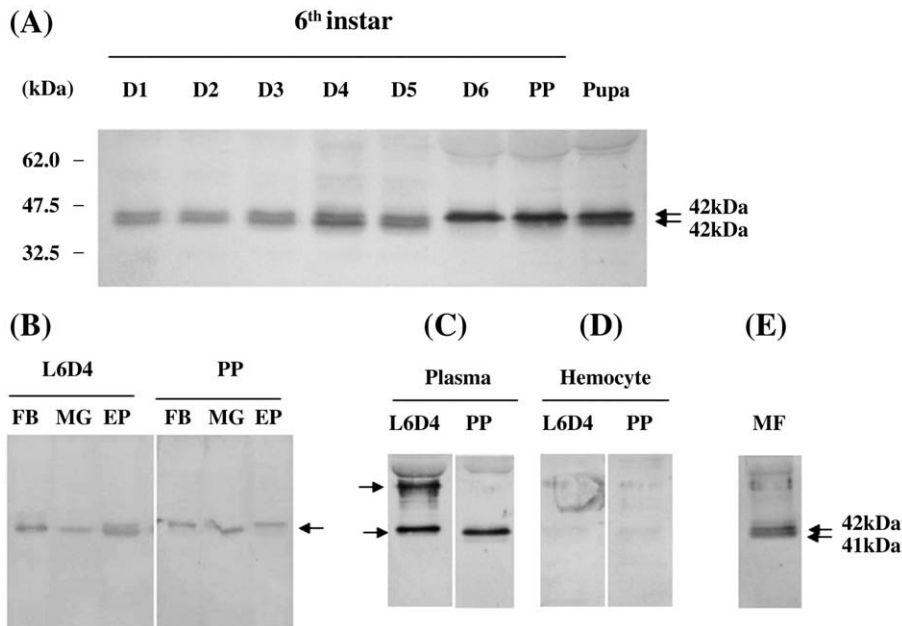 (A)
6th instar
(kDa) D1 D2 D3 D4 D5 D6 PP Pupa
62.0 –
47.5 –
32.5 –
42kDa
42kDa
(B)
L6D4 PP
FB MG EP FB MG EP
(C)
Plasma
L6D4 PP
(D)
Hemocyte
L6D4 PP
(E)
MF
42kDa
41kDa